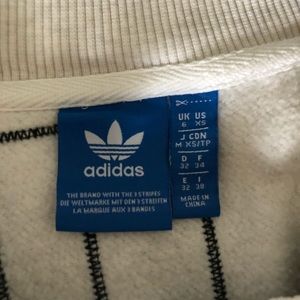 adidas
THE BRAND WITH THE 3 STRIPES
DIE WELTMARKE MIT DEN 3 STREIFEN
LA MARQUE AUX 3 BANDES
UK US
6 XS
J CDN
M XS/TP
D F
32 34
E I
32 38
MADE IN
CHINA